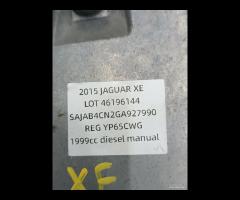 2015 JAGUAR XE
LOT 46196144
SAJAB4CN2GA927990
REG YP65CWG
1999cc diesel manual
XE